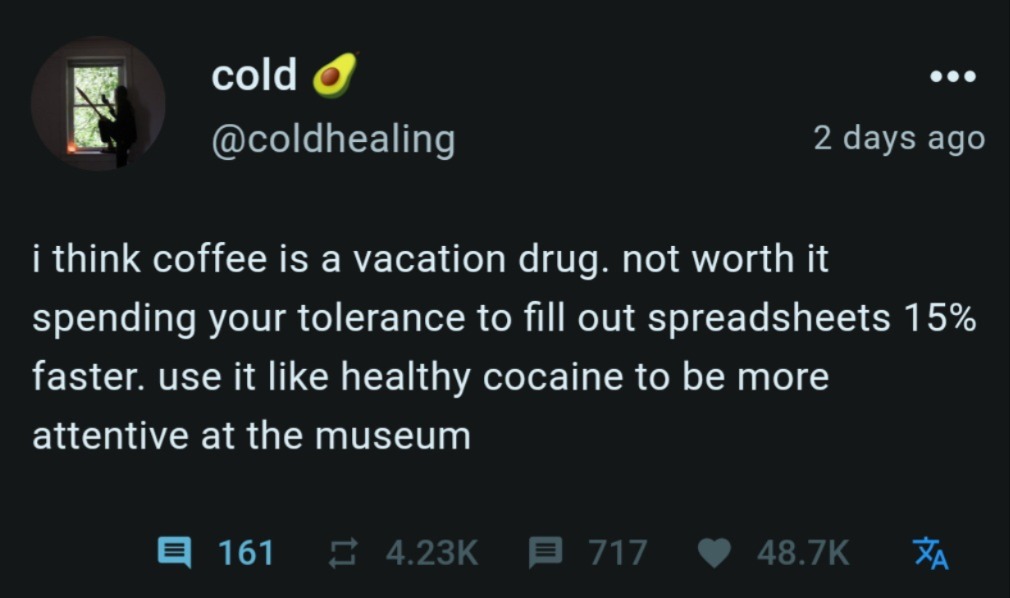 cold 🥑
@coldhealing
2 days ago
i think coffee is a vacation drug. not worth it
spending your tolerance to fill out spreadsheets 15%
faster. use it like healthy cocaine to be more
attentive at the museum
161 4.23K 717 48.7K